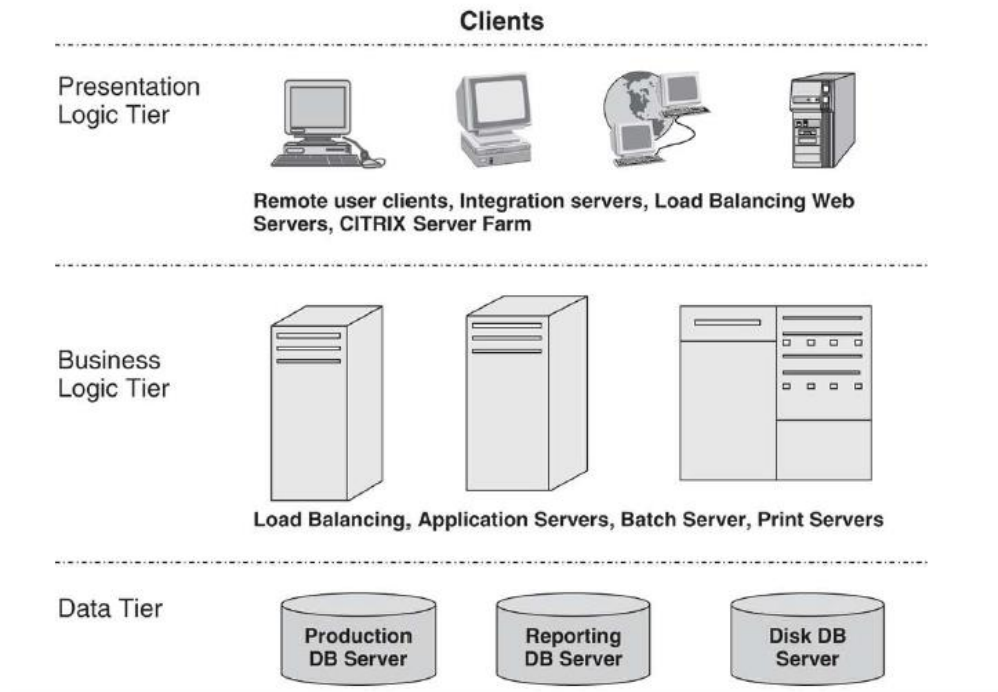 Clients
Presentation
Logic Tier
Remote user clients, Integration servers, Load Balancing Web
Servers, CITRIX Server Farm
Business
Logic Tier
Load Balancing, Application Servers, Batch Server, Print Servers
Data Tier
Production
DB Server
Reporting
DB Server
Disk DB
Server